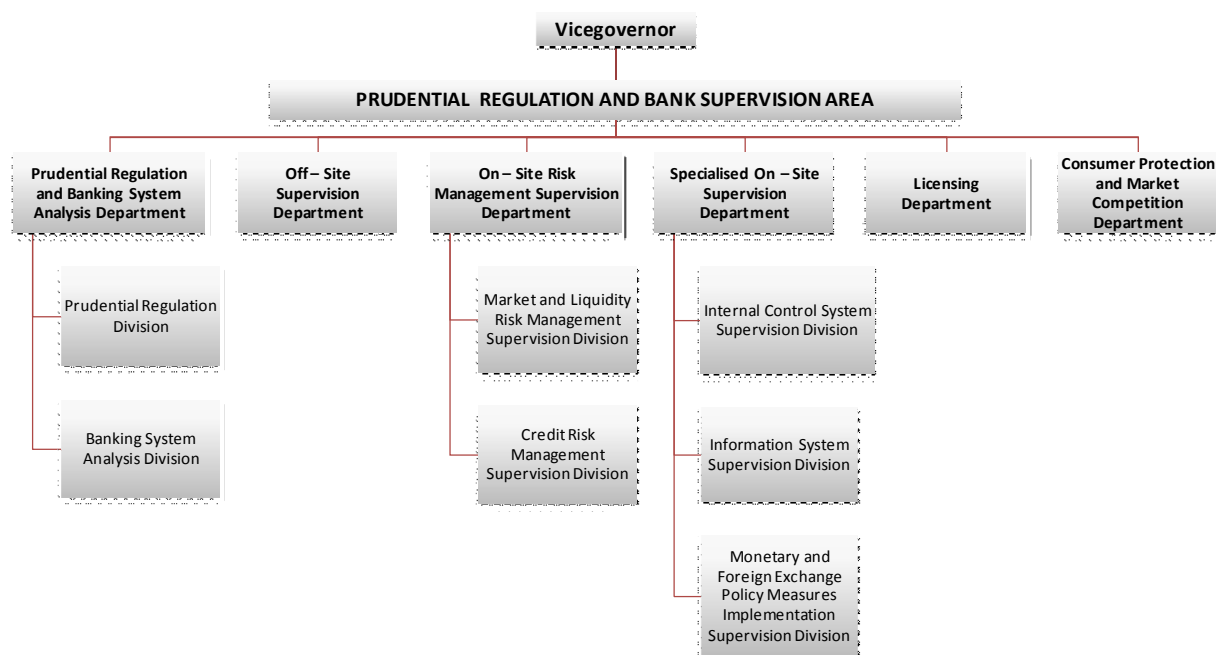 Vicegovernor
PRUDENTIAL REGULATION AND BANK SUPERVISION AREA
Prudential Regulation
and Banking System
Analysis Department
Off – Site
Supervision
Department
On – Site Risk
Management Supervision
Department
Specialised On – Site
Supervision
Department
Licensing
Department
Consumer Protection
and Market
Competition
Department
Prudential Regulation
Division
Banking System
Analysis Division
Market and Liquidity
Risk Management
Supervision Division
Credit Risk
Management
Supervision Division
Internal Control System
Supervision Division
Information System
Supervision Division
Monetary and
Foreign Exchange
Policy Measures
Implementation
Supervision Division